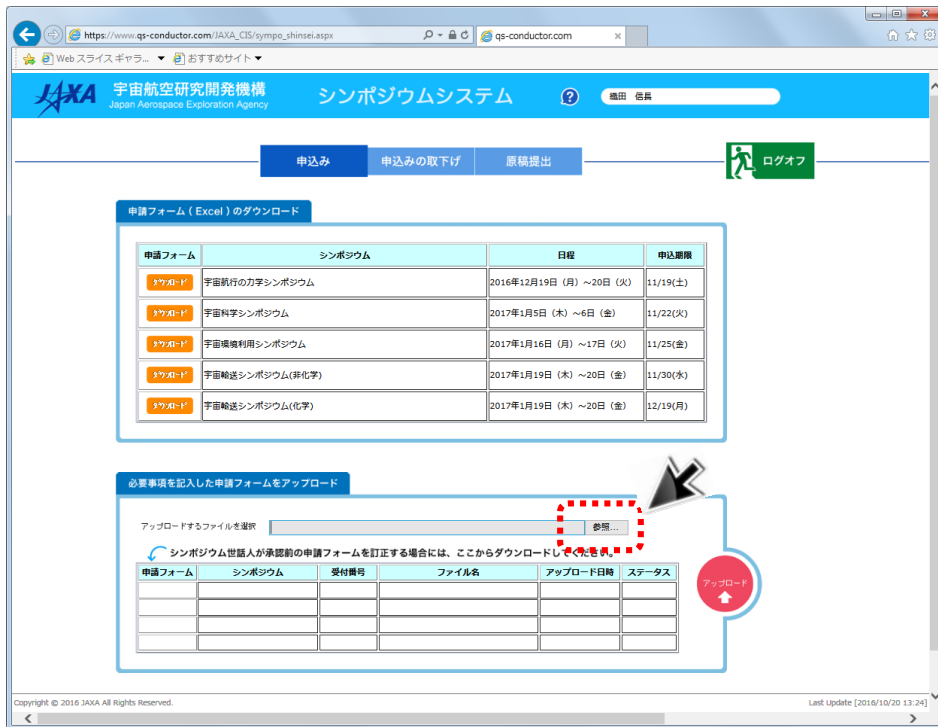 https://www.qs-conductor.com/JAXA_CIS/sympo_shinsei.aspx
qs-conductor.com
Web スライス ギャラ...
おすすめサイト
JAXA
宇宙航空研究開発機構
Japan Aerospace Exploration Agency
シンポジウムシステム
?
織田 信長
申込み
申込みの取下げ
原稿提出
ログオフ
申請フォーム ( Excel ) のダウンロード
申請フォーム シンポジウム 日程 申込期限
ダウンロード 宇宙航行の力学シンポジウム 2016年12月19日（月）～20日（火） 11/19(土)
ダウンロード 宇宙科学シンポジウム 2017年1月5日（木）～6日（金） 11/22(火)
ダウンロード 宇宙環境利用シンポジウム 2017年1月16日（月）～17日（火） 11/25(金)
ダウンロード 宇宙輸送シンポジウム(非化学) 2017年1月19日（木）～20日（金） 11/30(水)
ダウンロード 宇宙輸送シンポジウム(化学) 2017年1月19日（木）～20日（金） 12/19(月)
必要事項を記入した申請フォームをアップロード
アップロードするファイルを選択
参照...
シンポジウム世話人が承認前の申請フォームを訂正する場合には、ここからダウンロードしてください。
申請フォーム シンポジウム 受付番号 ファイル名 アップロード日時 ステータス
アップロード
Copyright © 2016 JAXA All Rights Reserved.
Last Update [2016/10/20 13:24]